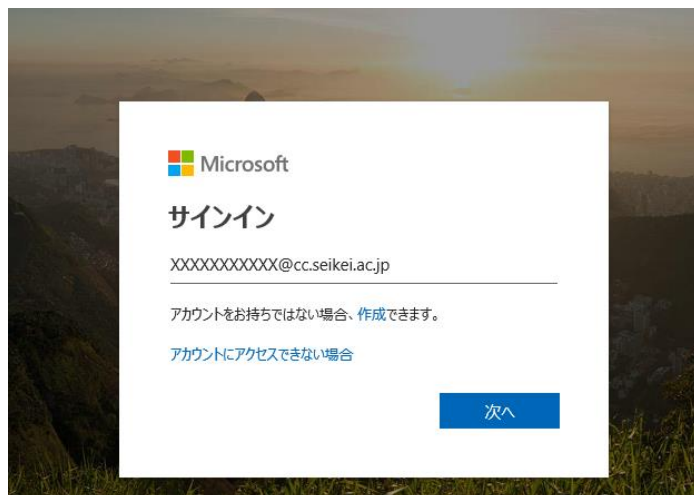 Microsoft
サインイン
XXXXXXXXXXX@cc.seikei.ac.jp
アカウントをお持ちではない場合、作成できます。
アカウントにアクセスできない場合
次へ